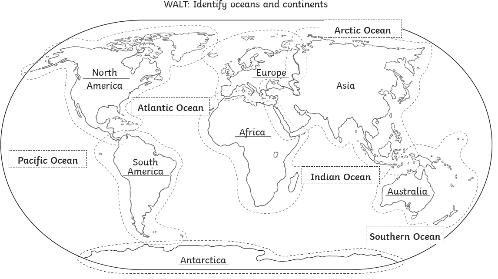 WALT: Identify oceans and continents
Arctic Ocean
North
America
Europe
Asia
Atlantic Ocean
Africa
Pacific Ocean
South
America
Indian Ocean
Australia
Southern Ocean
Antarctica